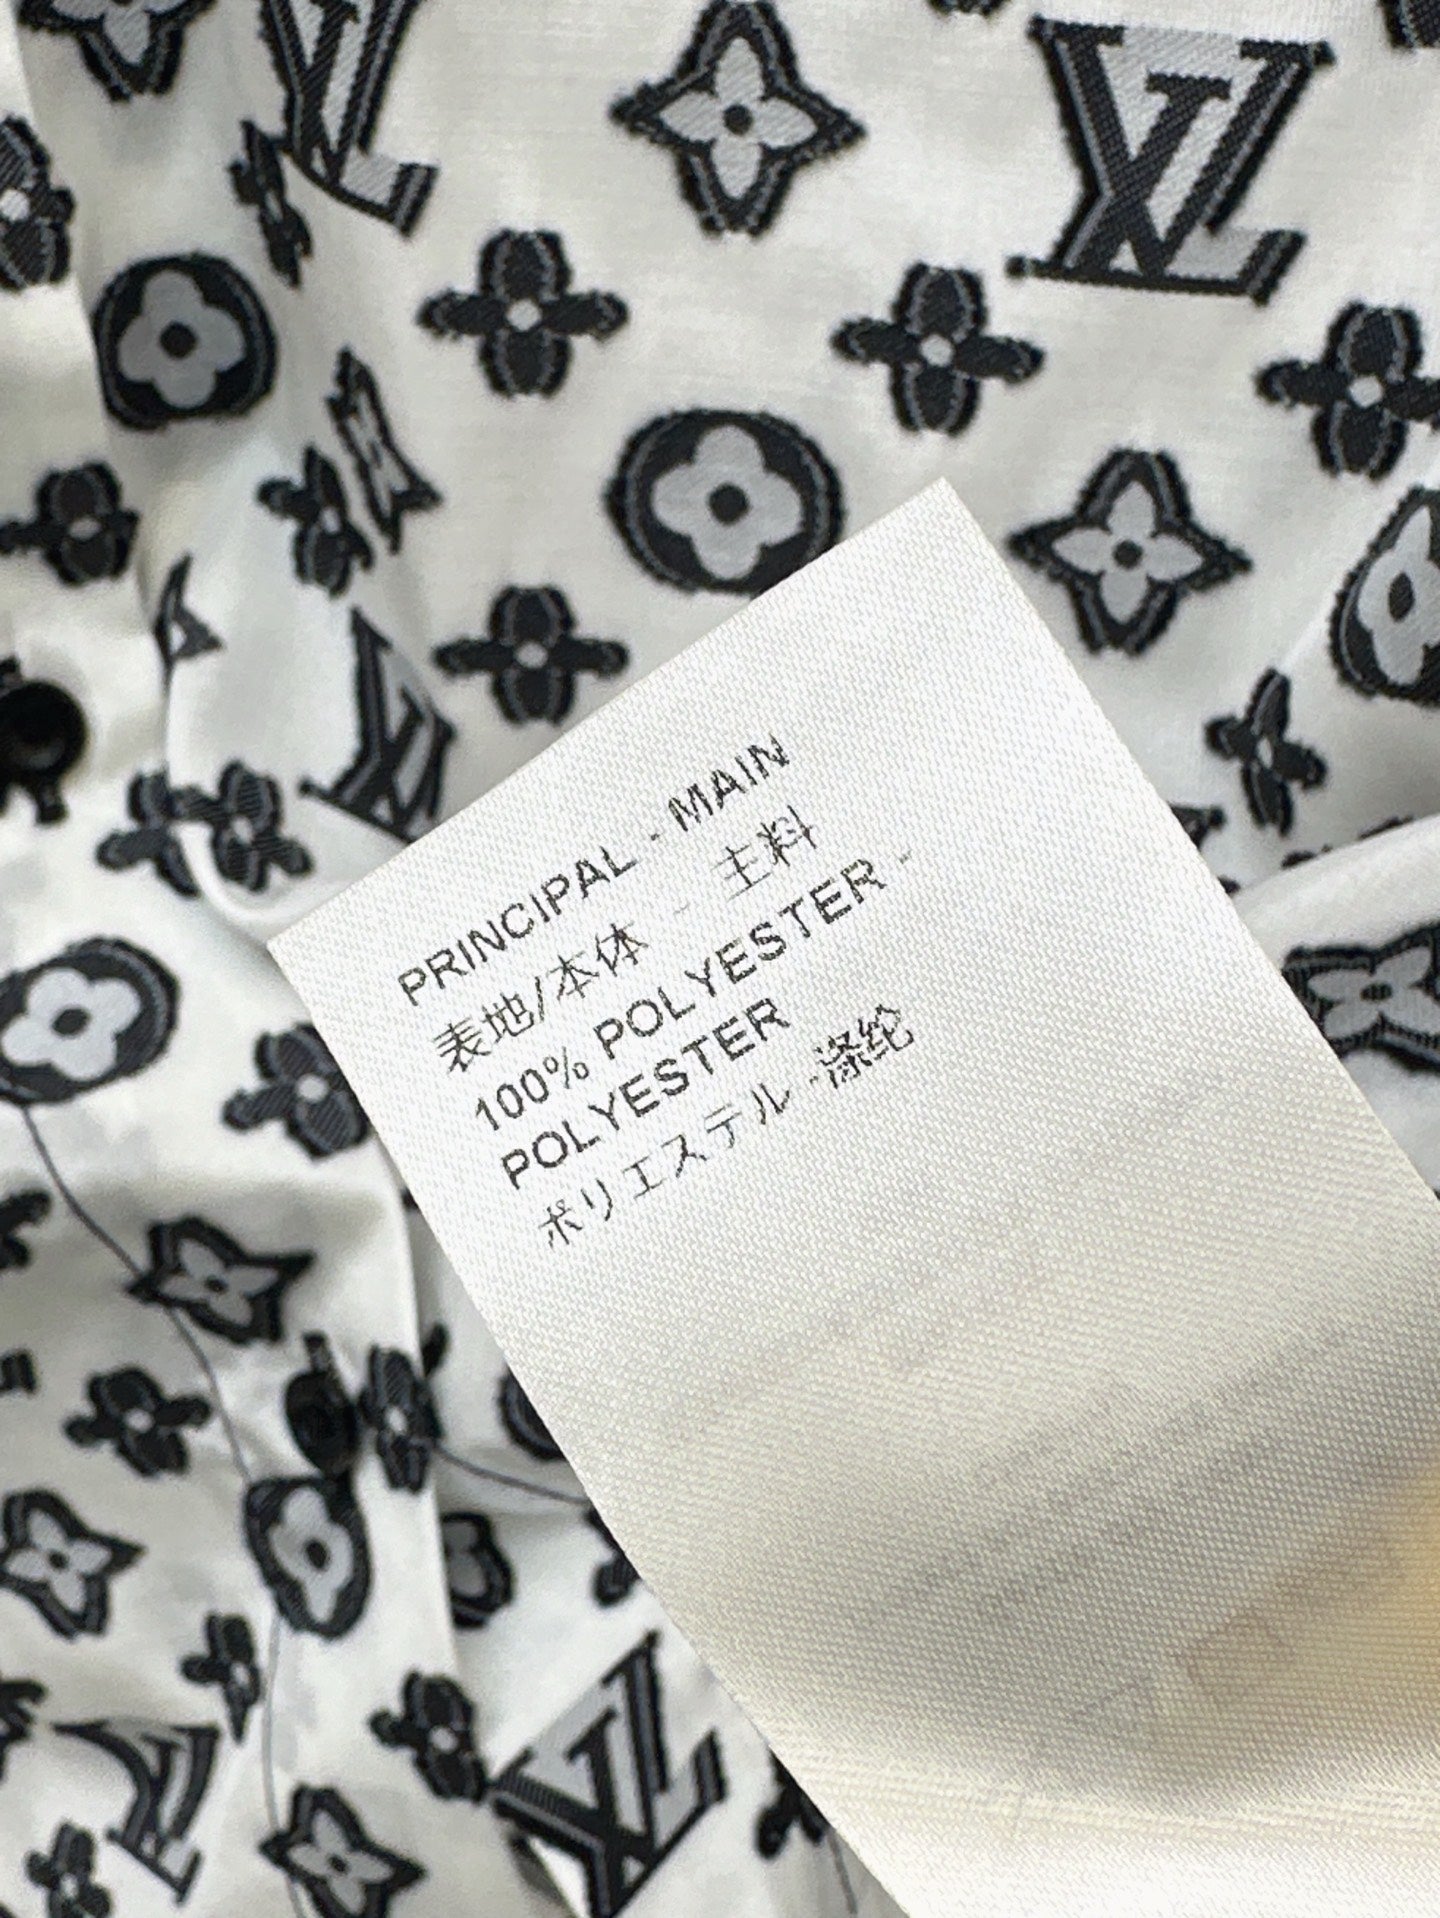 PRINCIPAL - MAIN
表地/本体 - 主料
100% POLYESTER -
POLYESTER
ポリエステル -涤纶